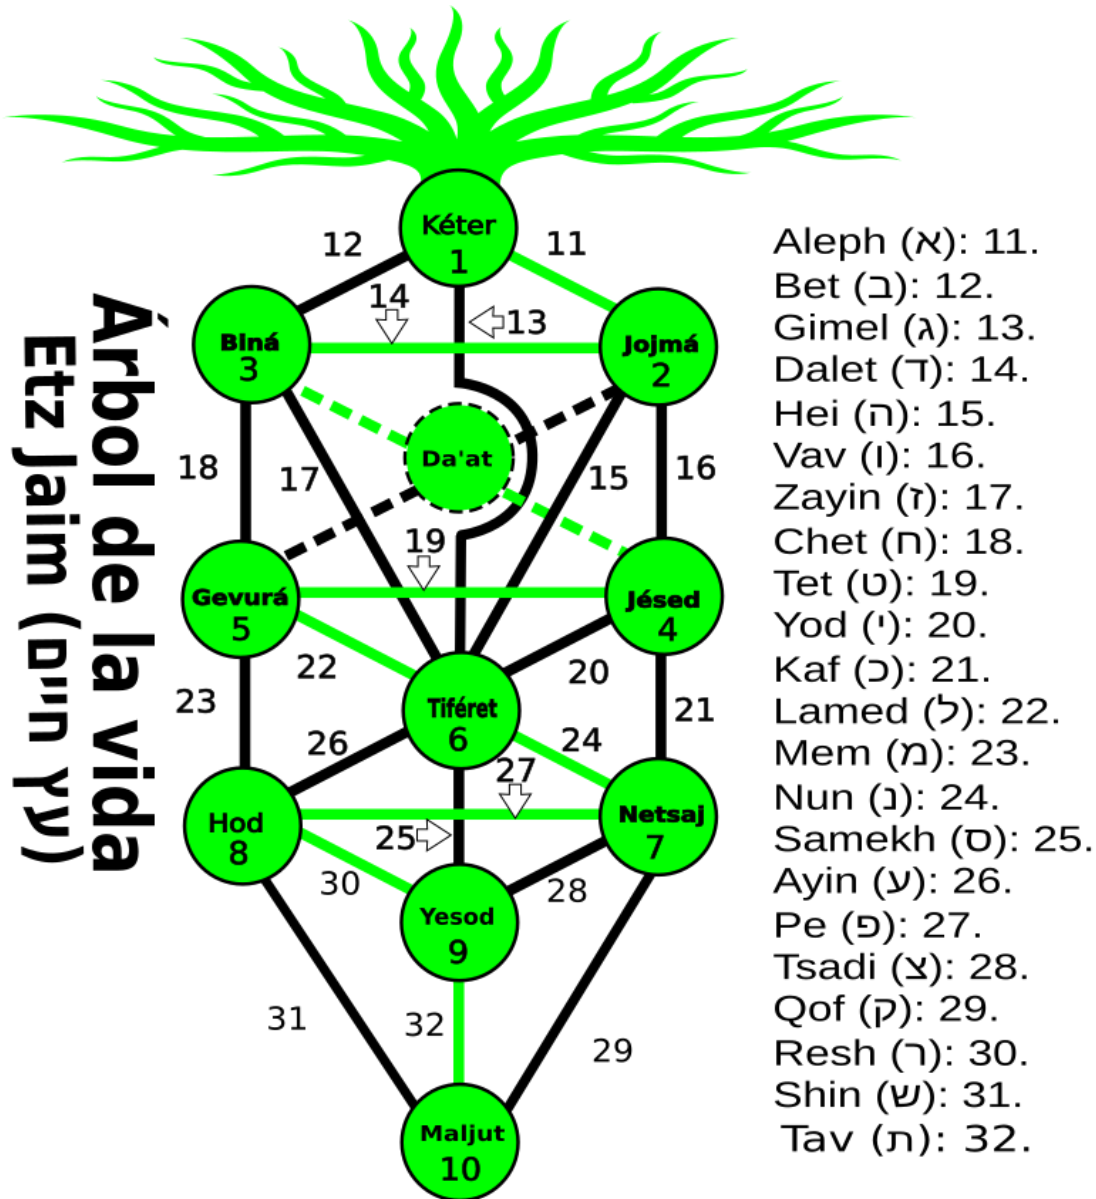 Árbol de la vida
Etz Jaim (עץ חיים)
Kéter
1
12
11
14
13
BIná
3
Jojmá
2
Da'at
18
17
15
16
19
Gevurá
5
Jésed
4
22
20
23
21
Tiféret
6
26
24
27
Hod
8
Netsaj
7
25
30
28
Yesod
9
31
32
29
Maljut
10
Aleph (א): 11.
Bet (ב): 12.
Gimel (ג): 13.
Dalet (ד): 14.
Hei (ה): 15.
Vav (ו): 16.
Zayin (ז): 17.
Chet (ח): 18.
Tet (ט): 19.
Yod (י): 20.
Kaf (כ): 21.
Lamed (ל): 22.
Mem (מ): 23.
Nun (נ): 24.
Samekh (ס): 25.
Ayin (ע): 26.
Pe (פ): 27.
Tsadi (צ): 28.
Qof (ק): 29.
Resh (ר): 30.
Shin (ש): 31.
Tav (ת): 32.